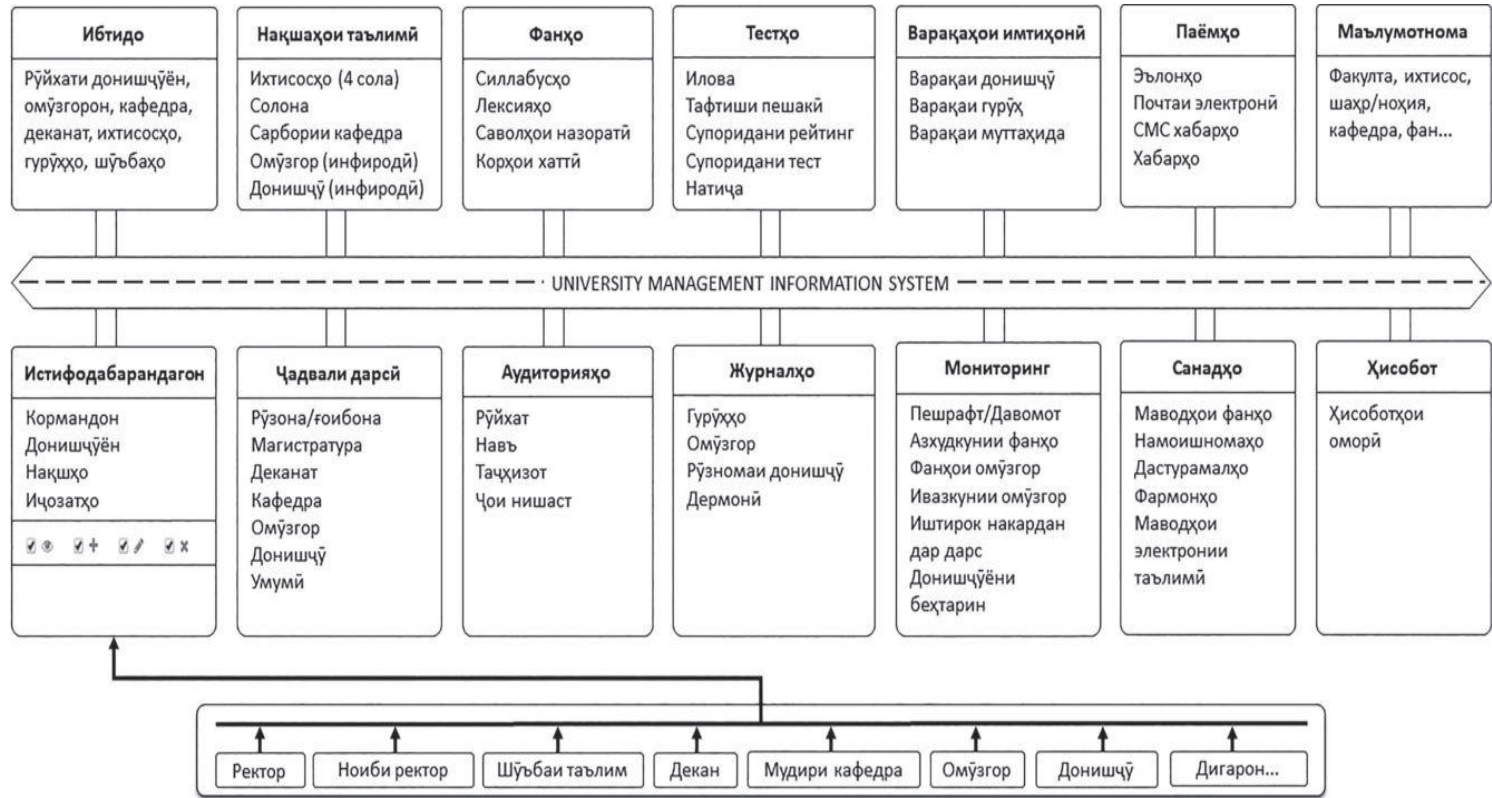 Ибтидо
Рӯйхати донишҷӯён,
омӯзгорон, кафедра,
деканат, ихтисосҳо,
гурӯҳҳо, шӯъбаҳо
Нақшаҳои таълимӣ
Ихтисосҳо (4 сола)
Солона
Сарбории кафедра
Омӯзгор (инфиродӣ)
Донишҷӯ (инфиродӣ)
Фанҳо
Силлабусҳо
Лексияҳо
Саволҳои назоратӣ
Корҳои хаттӣ
Тестҳо
Илова
Тафтиши пешакӣ
Супоридани рейтинг
Супоридани тест
Натиҷа
Варақаҳои имтиҳонӣ
Варақаи донишҷӯ
Варақаи гурӯҳ
Варақаи муттаҳида
Паёмҳо
Эълонҳо
Почтаи электронӣ
СМС хабарҳо
Хабарҳо
Маълумотнома
Факулта, ихтисос,
шаҳр/ноҳия,
кафедра, фан...
UNIVERSITY MANAGEMENT INFORMATION SYSTEM
Истифодабарандагон
Кормандон
Донишҷӯён
Нақшҳо
Иҷозатҳо
Ҷадвали дарсӣ
Рӯзона/ғоибона
Магистратура
Деканат
Кафедра
Омӯзгор
Донишҷӯ
Умумӣ
Аудиторияҳо
Рӯйхат
Навъ
Таҷҳизот
Ҷои нишаст
Журналҳо
Гурӯҳҳо
Омӯзгор
Рӯзномаи донишҷӯ
Дермонӣ
Мониторинг
Пешрафт/Давомот
Азхудкунии фанҳо
Фанҳои омӯзгор
Ивазкунии омӯзгор
Иштирок накардан
дар дарс
Донишҷӯёни
беҳтарин
Санадҳо
Маводҳои фанҳо
Намоишномаҳо
Дастурамалҳо
Фармонҳо
Маводҳои
электронии
таълимӣ
Ҳисобот
Ҳисоботҳои
оморӣ
Ректор
Ноиби ректор
Шӯъбаи таълим
Декан
Мудири кафедра
Омӯзгор
Донишҷӯ
Дигарон...